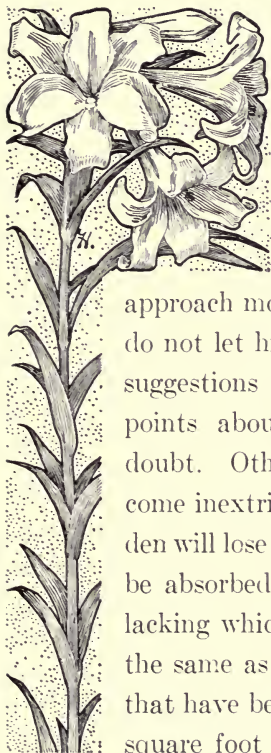 H.
approach mo
do not let h
suggestions
points abou
doubt. Oth
come inextri
den will lose
be absorbed
lacking whic
the same as
that have be
square foot